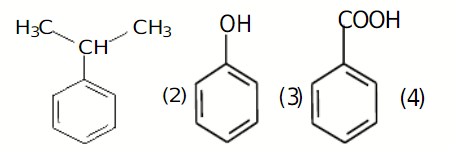 H₃C CH₃ OH COOH
CH
(2) (3) (4)